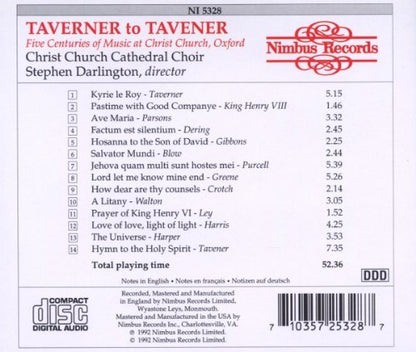 NI 5328
TAVERNER to TAVENER
Five Centuries of Music at Christ Church, Oxford
Christ Church Cathedral Choir
Stephen Darlington, director
Nimbus Records
1 Kyrie le Roy - Taverner 5.15
2 Pastime with Good Companye - King Henry VIII 1.46
3 Ave Maria - Parsons 3.32
4 Factum est silentium - Dering 2.45
5 Hosanna to the Son of David - Gibbons 2.25
6 Salvator Mundi - Blow 2.44
7 Jehova quam multi sunt hostes mei - Purcell 5.39
8 Lord let me know mine end - Greene 5.26
9 How dear are thy counsels - Crotch 2.14
10 A Litany - Walton 3.05
11 Prayer of King Henry VI - Ley 1.52
12 Love of love, light of light - Harris 4.25
13 The Universe - Harper 3.53
14 Hymn to the Holy Spirit - Tavener 7.35
Total playing time 52.36
Notes in English • Notes en français • Notizen auf deutsch
DDD
COMPACT
disc
DIGITAL AUDIO
Recorded, Mastered and Manufactured
in England by Nimbus Records Limited,
Wyastone Leys, Monmouth.
Mastered and Manufactured in the USA by
Nimbus Records Inc., Charlottesville, VA.
℗ 1992 Nimbus Records Limited
© 1992 Nimbus Records Limited
7 10357 25328 7